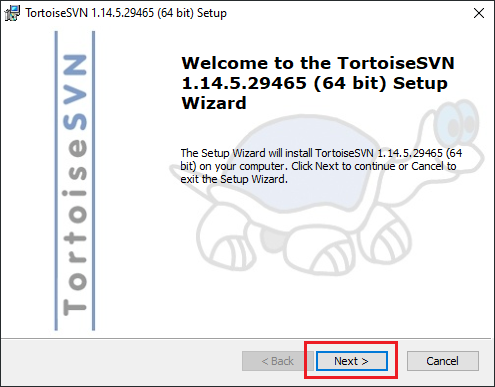 TortoiseSVN 1.14.5.29465 (64 bit) Setup
TortoiseSVN
Welcome to the TortoiseSVN
1.14.5.29465 (64 bit) Setup
Wizard
The Setup Wizard will install TortoiseSVN 1.14.5.29465 (64
bit) on your computer. Click Next to continue or Cancel to
exit the Setup Wizard.
< Back
Next >
Cancel